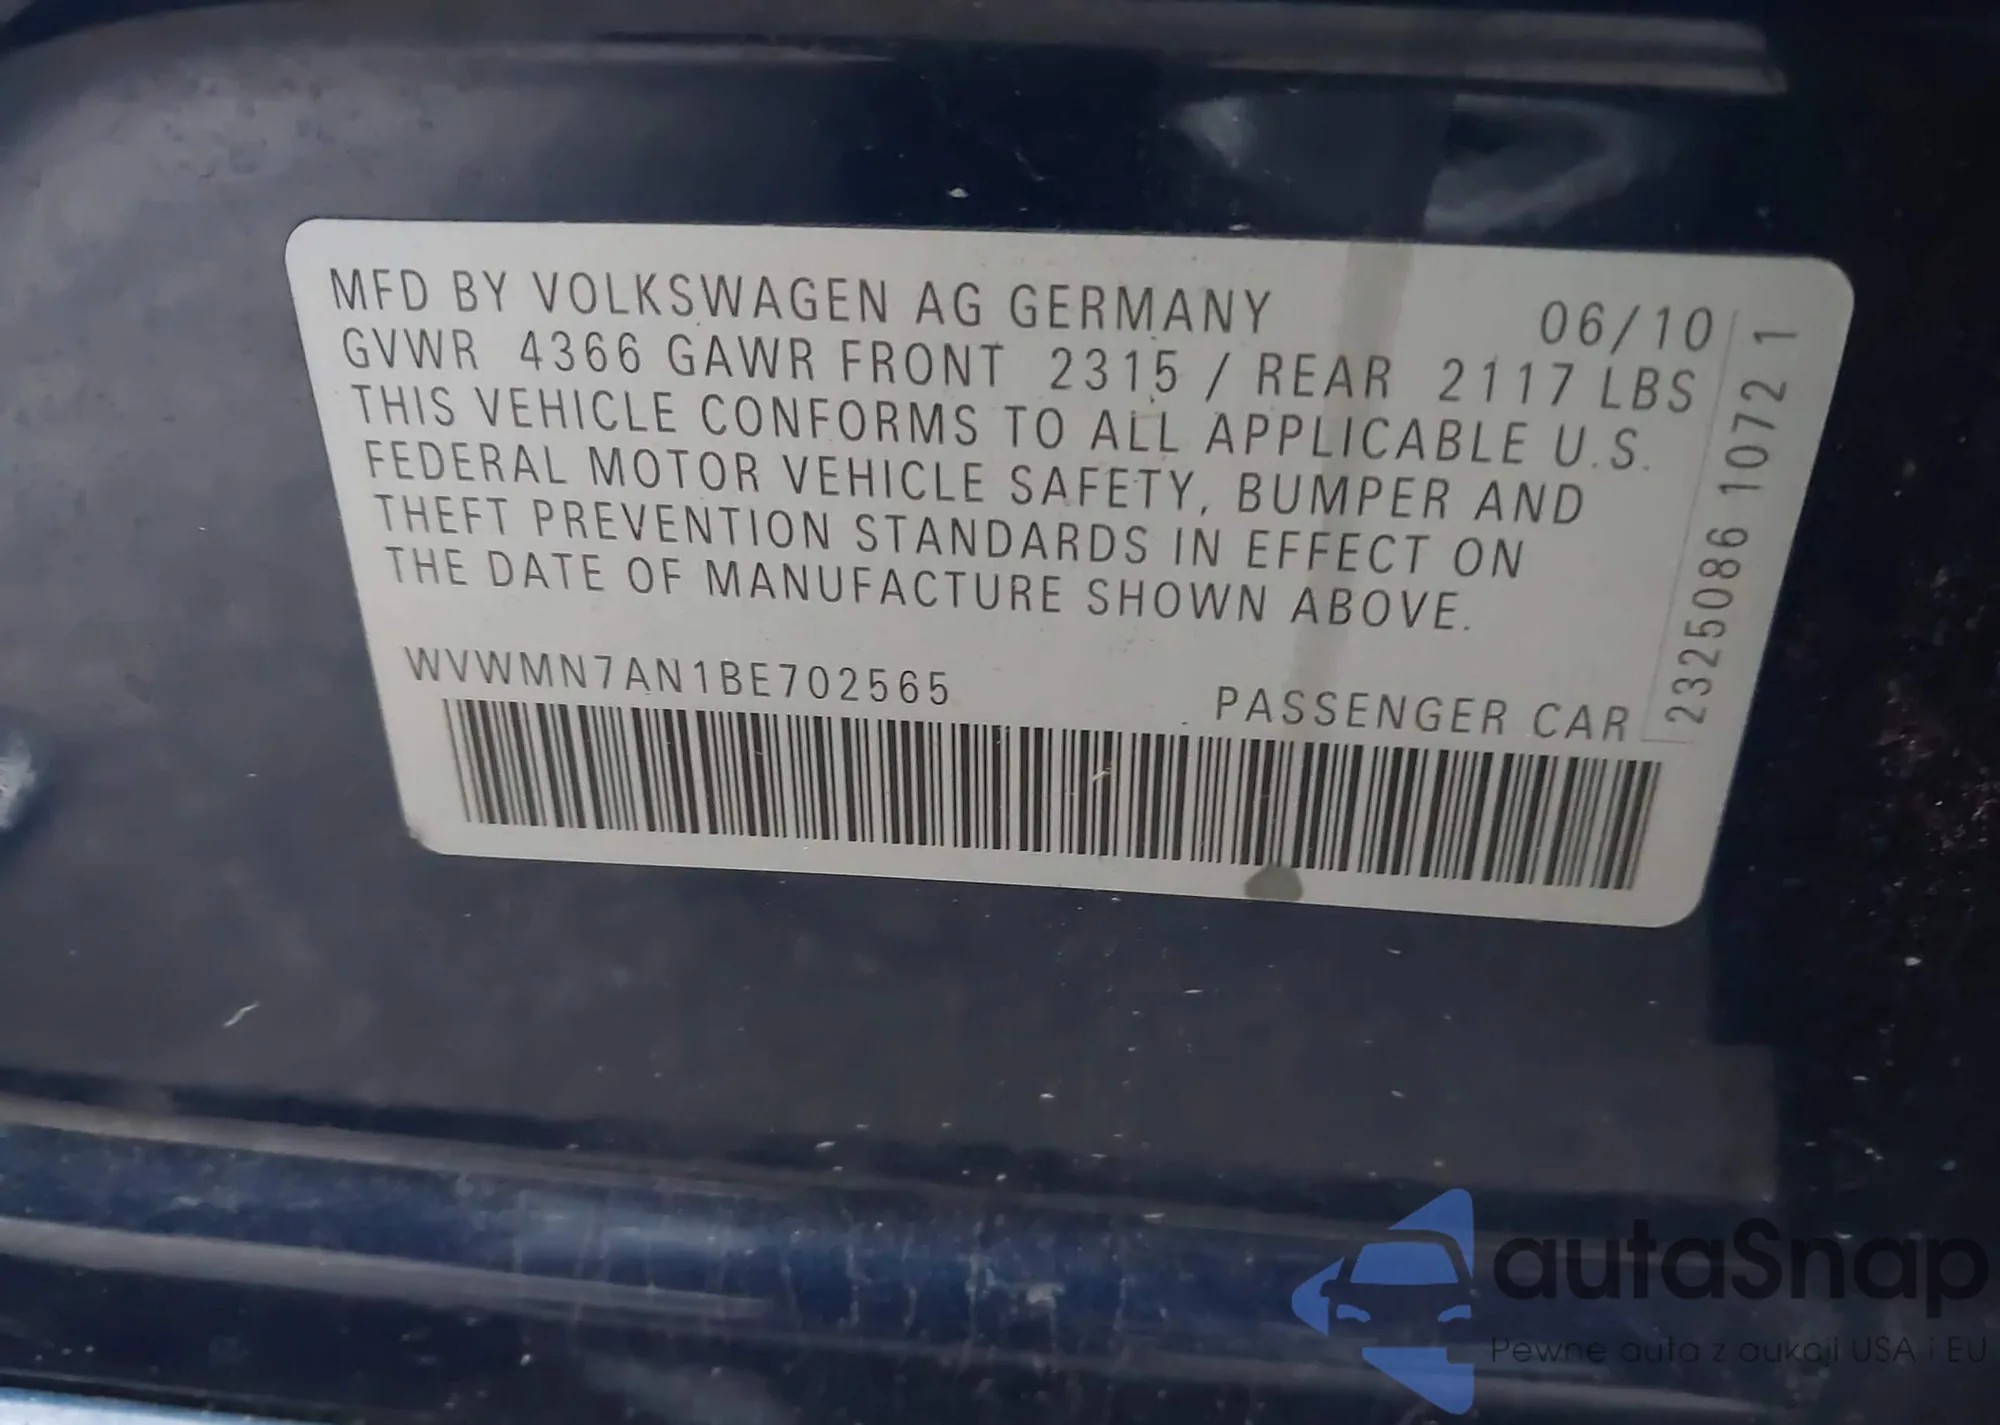 MFD BY VOLKSWAGEN AG GERMANY 06/10
GVWR 4366 GAWR FRONT 2315 / REAR 2117 LBS
THIS VEHICLE CONFORMS TO ALL APPLICABLE U.S.
FEDERAL MOTOR VEHICLE SAFETY, BUMPER AND
THEFT PREVENTION STANDARDS IN EFFECT ON
THE DATE OF MANUFACTURE SHOWN ABOVE.
WVWMN7AN1BE702565
PASSENGER CAR
2325086 1072 1
autaSnap
Pewne auta z aukcji USA i EU